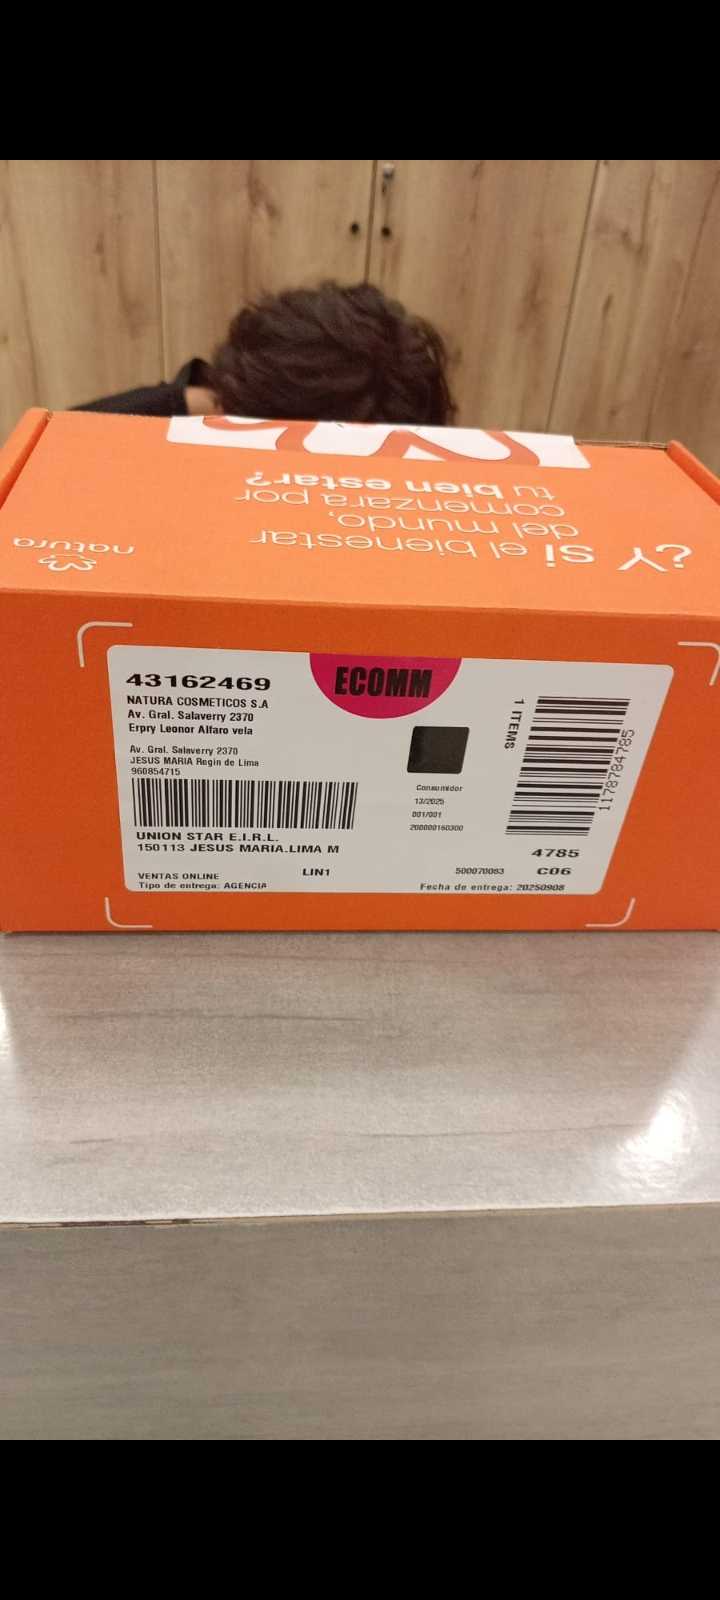 ¿Y si el bienestar
del mundo,
comenzara por
tu bien estar?
natura
43162469
ECOMM
NATURA COSMETICOS S.A
Av. Gral. Salaverry 2370
Erpry Leonor Alfaro vela
Av. Gral. Salaverry 2370
JESUS MARIA Regin de Lima
960854715
UNION STAR E.I.R.L.
150113 JESUS MARIA.LIMA M
VENTAS ONLINE
LIN1
Tipo de entrega: AGENCIA
Consumidor
13/2025
001/001
200000160300
1 ITEMS
1178784785
4785
500070063
C06
Fecha de entrega: 20250908